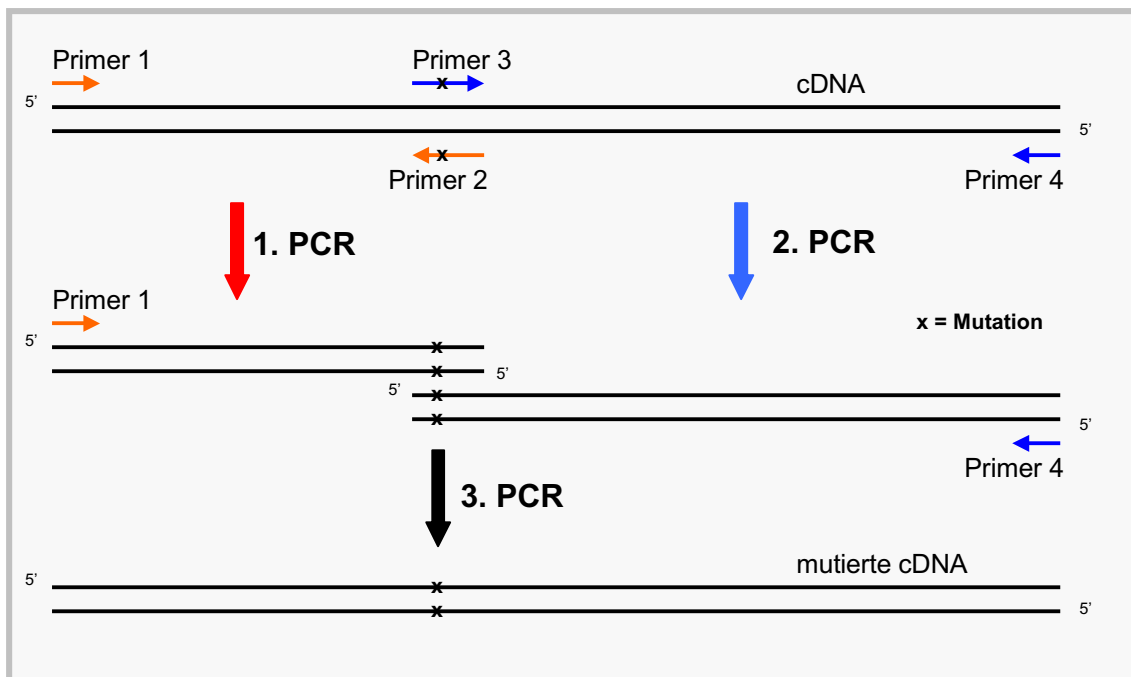 Primer 1
Primer 3
x
cDNA
5'
5'
x
Primer 2
Primer 4
1. PCR
2. PCR
Primer 1
x = Mutation
5'
x
x
5'
5'
x
x
5'
Primer 4
3. PCR
mutierte cDNA
5'
x
x
5'